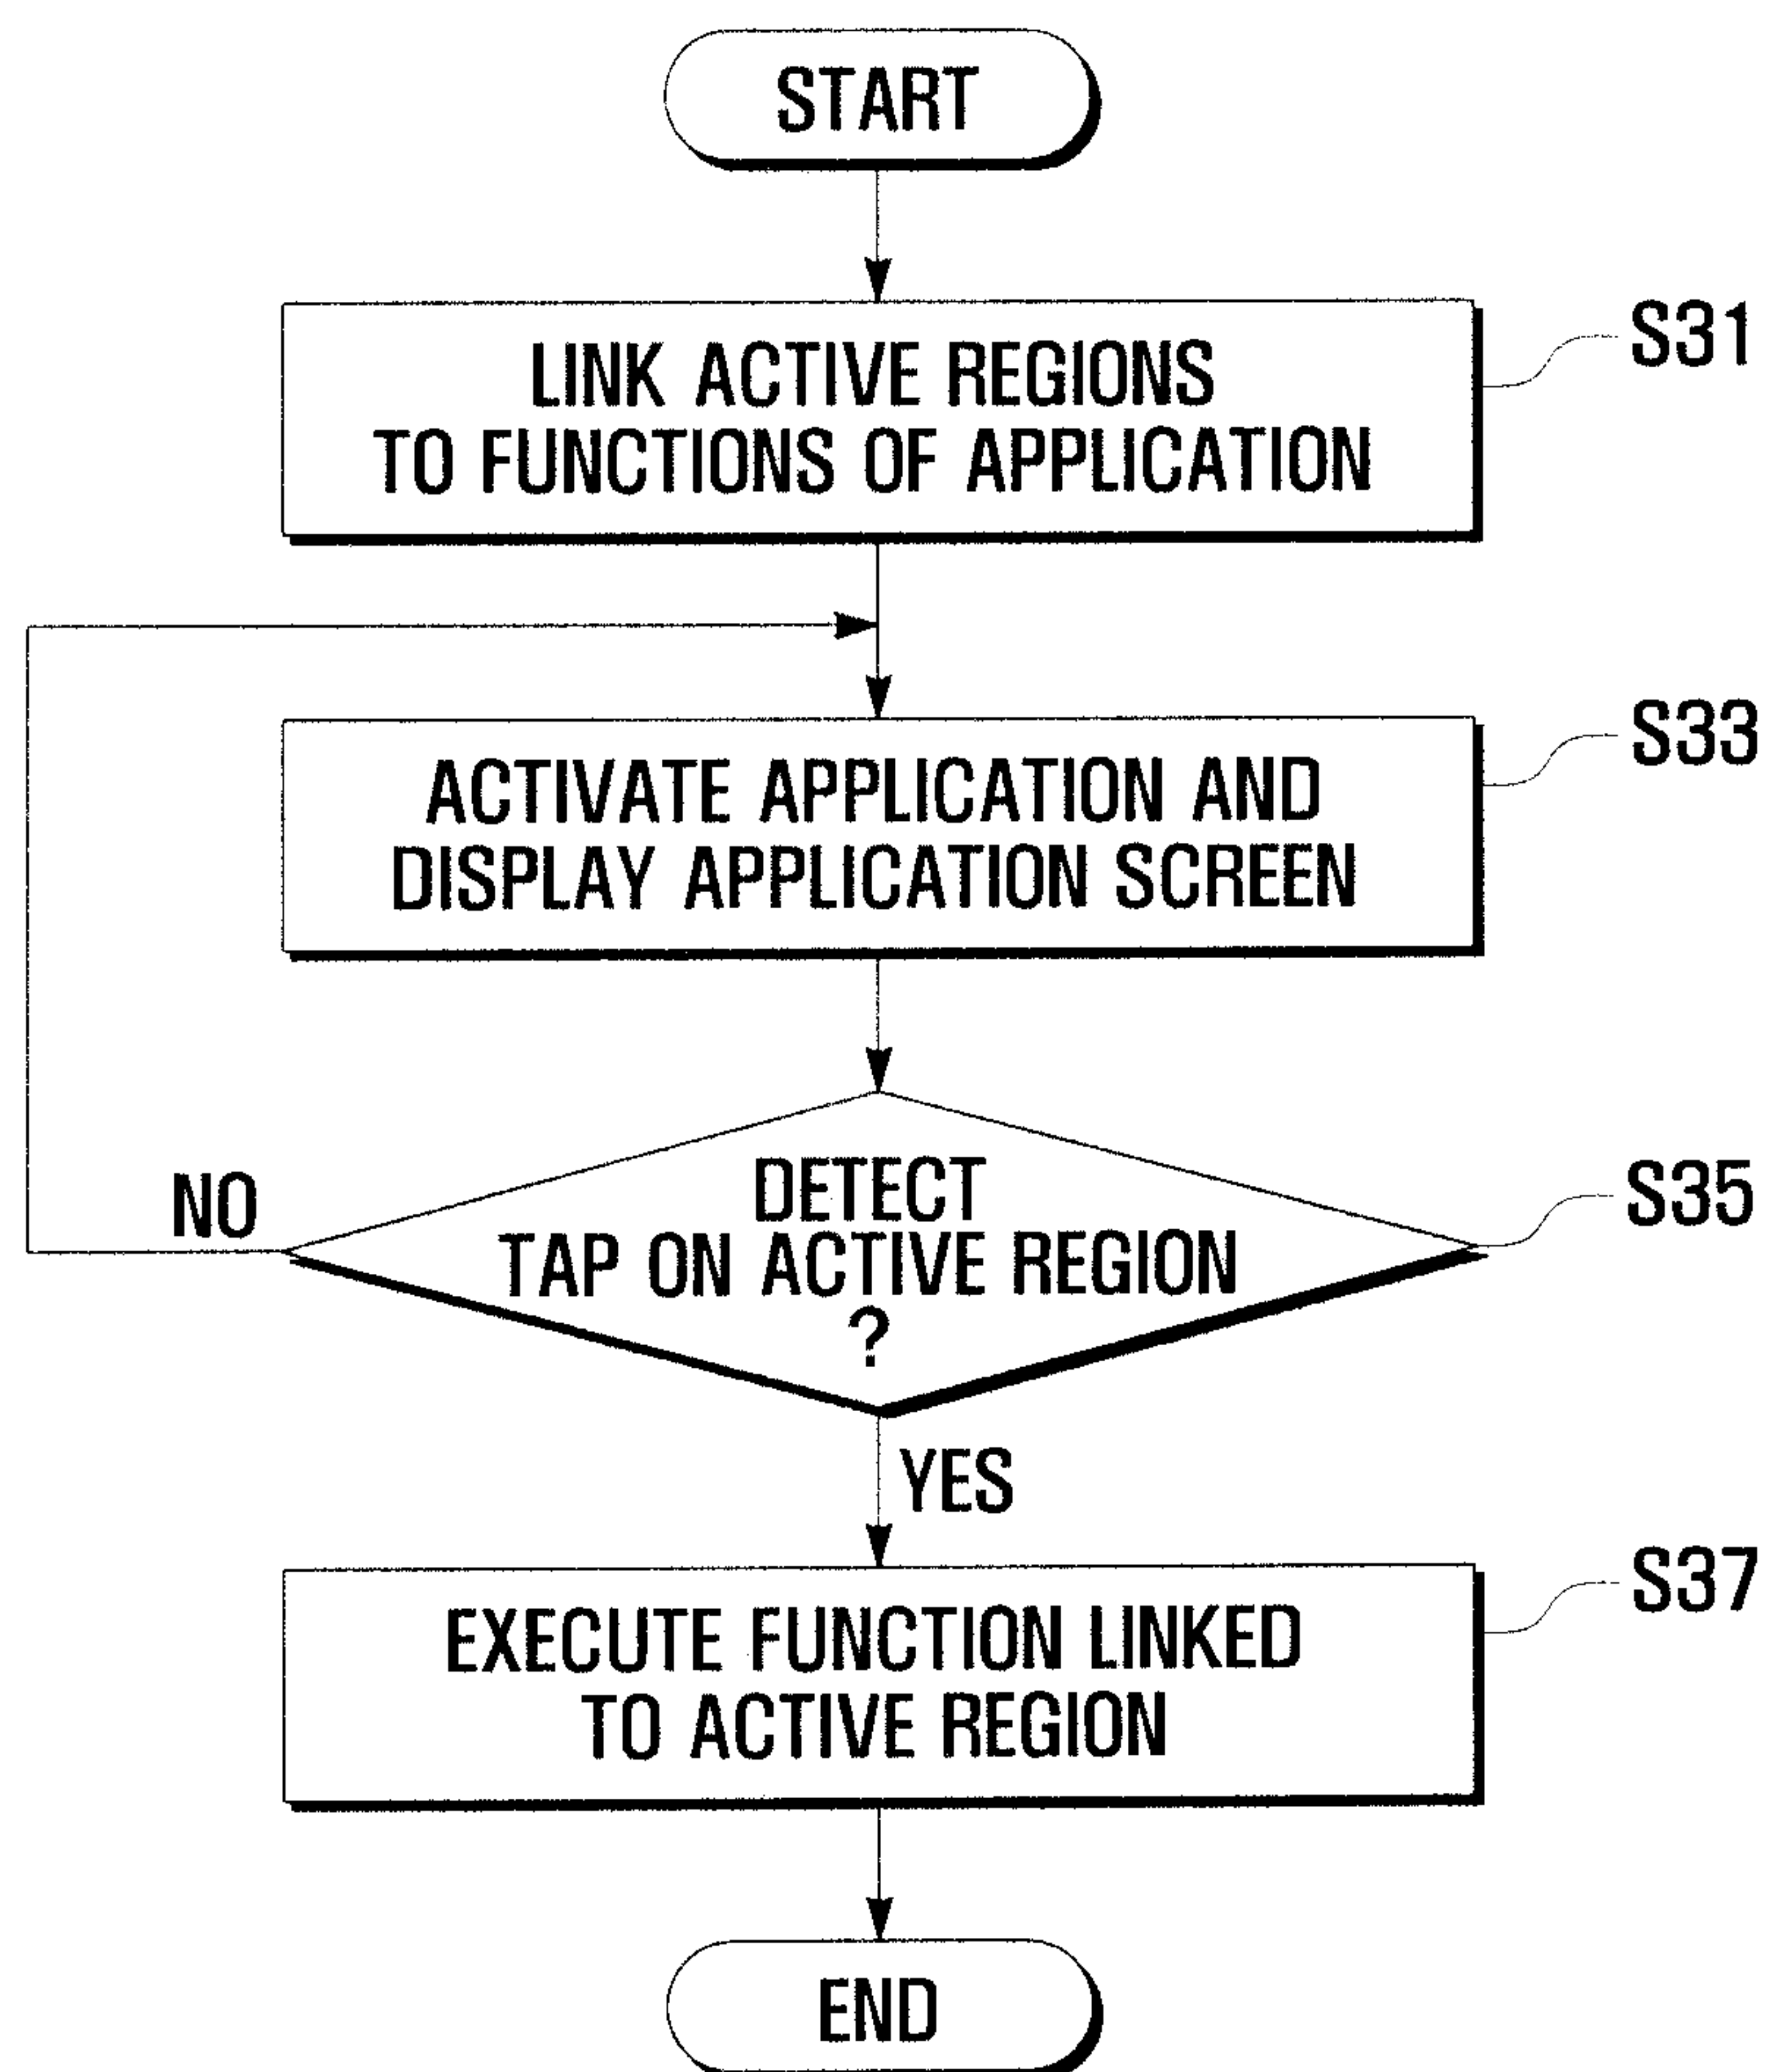 START
LINK ACTIVE REGIONS
TO FUNCTIONS OF APPLICATION
S31
ACTIVATE APPLICATION AND
DISPLAY APPLICATION SCREEN
S33
DETECT
TAP ON ACTIVE REGION
?
S35
NO
YES
EXECUTE FUNCTION LINKED
TO ACTIVE REGION
S37
END